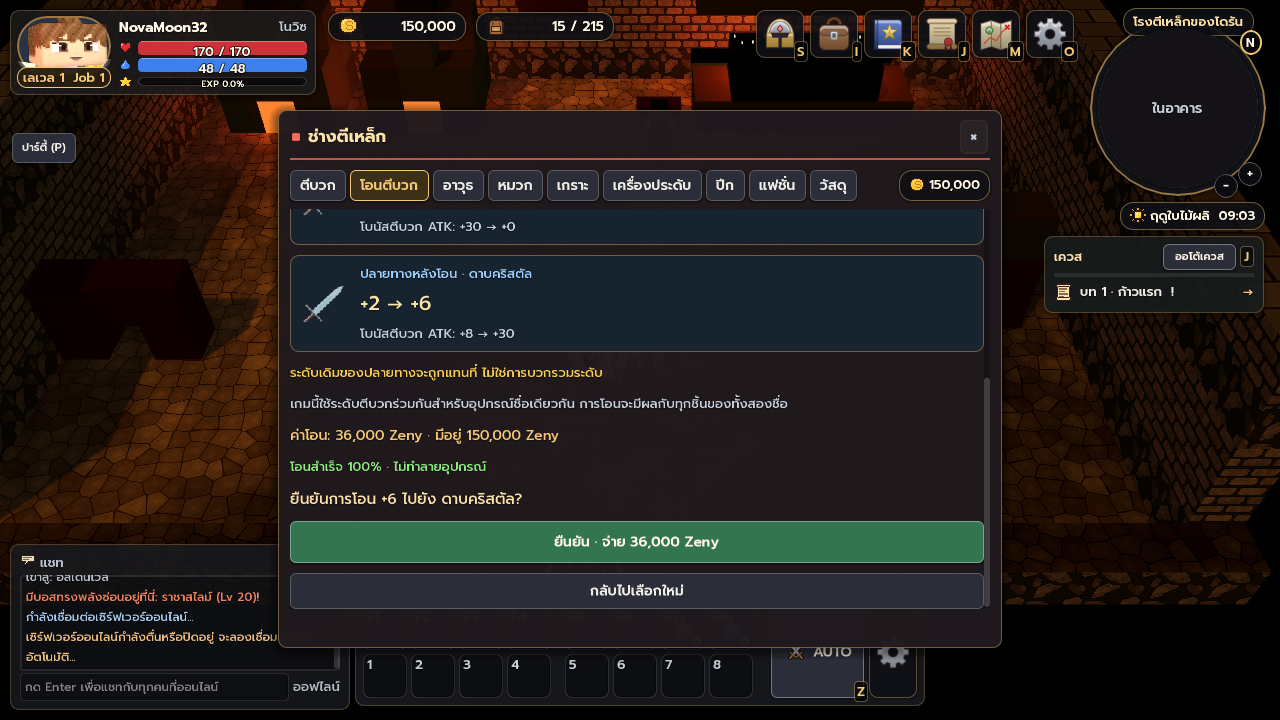 NovaMoon32 โนวิซ
170 / 170
48 / 48
เลเวล 1 Job 1
EXP 0.0%
150,000
15 / 215
S I K J M O
โรงตีเหล็กของโดรัน
N
ในอาคาร
- +
ปาร์ตี้ (P)
ฤดูใบไม้ผลิ 09:03
เควส ออโต้เควส J
บท 1 · ก้าวแรก ! →
ช่างตีเหล็ก ×
ตีบวก โอนตีบวก อาวุธ หมวก เกราะ เครื่องประดับ ปีก แฟชั่น วัสดุ 150,000
โบนัสตีบวก ATK: +30 → +0
ปลายทางหลังโอน · ดาบคริสตัล
+2 → +6
โบนัสตีบวก ATK: +8 → +30
ระดับเดิมของปลายทางจะถูกแทนที่ ไม่ใช่การบวกรวมระดับ
เกมนี้ใช้ระดับตีบวกร่วมกันสำหรับอุปกรณ์ชื่อเดียวกัน การโอนจะมีผลกับทุกชิ้นของทั้งสองชื่อ
ค่าโอน: 36,000 Zeny · มีอยู่ 150,000 Zeny
โอนสำเร็จ 100% · ไม่ทำลายอุปกรณ์
ยืนยันการโอน +6 ไปยัง ดาบคริสตัล?
ยืนยัน · จ่าย 36,000 Zeny
กลับไปเลือกใหม่
แชท
มีบอสทรงพลังซ่อนอยู่ที่นี่: ราชาสไลม์ (Lv 20)!
กำลังเชื่อมต่อเซิร์ฟเวอร์ออนไลน์…
เซิร์ฟเวอร์ออนไลน์กำลังตื่นหรือปิดอยู่ จะลองเชื่อม
อัตโนมัติ…
กด Enter เพื่อแชทกับทุกคนที่ออนไลน์ ออฟไลน์
1 2 3 4 5 6 7 8
AUTO
Z